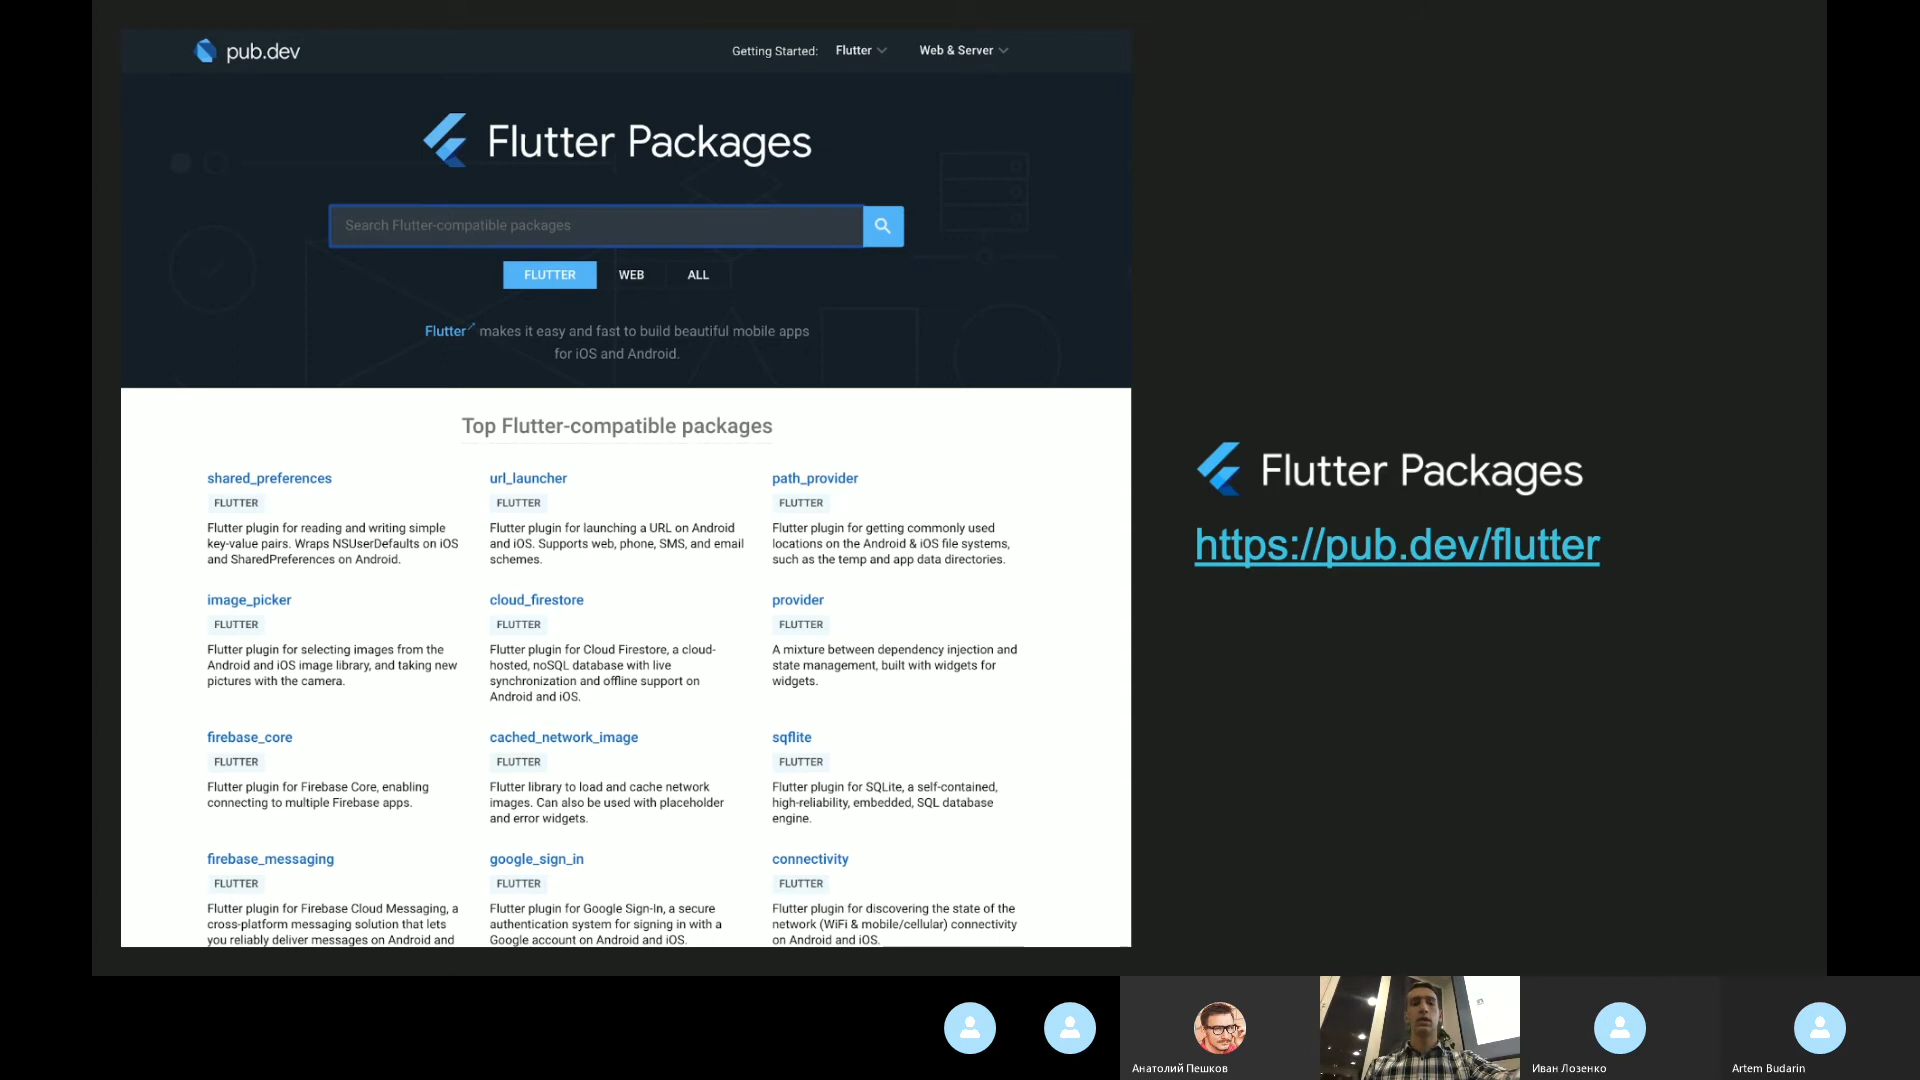 pub.dev
Getting Started: Flutter Web & Server
Flutter Packages
Search Flutter-compatible packages
FLUTTER WEB ALL
Flutter makes it easy and fast to build beautiful mobile apps
for iOS and Android.
Top Flutter-compatible packages
shared_preferences
FLUTTER
Flutter plugin for reading and writing simple
key-value pairs. Wraps NSUserDefaults on iOS
and SharedPreferences on Android.
url_launcher
FLUTTER
Flutter plugin for launching a URL on Android
and iOS. Supports web, phone, SMS, and email
schemes.
path_provider
FLUTTER
Flutter plugin for getting commonly used
locations on the Android & iOS file systems,
such as the temp and app data directories.
image_picker
FLUTTER
Flutter plugin for selecting images from the
Android and iOS image library, and taking new
pictures with the camera.
cloud_firestore
FLUTTER
Flutter plugin for Cloud Firestore, a cloud-
hosted, noSQL database with live
synchronization and offline support on
Android and iOS.
provider
FLUTTER
A mixture between dependency injection and
state management, built with widgets for
widgets.
firebase_core
FLUTTER
Flutter plugin for Firebase Core, enabling
connecting to multiple Firebase apps.
cached_network_image
FLUTTER
Flutter library to load and cache network
images. Can also be used with placeholder
and error widgets.
sqflite
FLUTTER
Flutter plugin for SQLite, a self-contained,
high-reliability, embedded, SQL database
engine.
firebase_messaging
FLUTTER
Flutter plugin for Firebase Cloud Messaging, a
cross-platform messaging solution that lets
you reliably deliver messages on Android and
google_sign_in
FLUTTER
Flutter plugin for Google Sign-In, a secure
authentication system for signing in with a
Google account on Android and iOS.
connectivity
FLUTTER
Flutter plugin for discovering the state of the
network (WiFi & mobile/cellular) connectivity
on Android and iOS.
Flutter Packages
https://pub.dev/flutter
Анатолий Пешков
Иван Лозенко
Artem Budarin